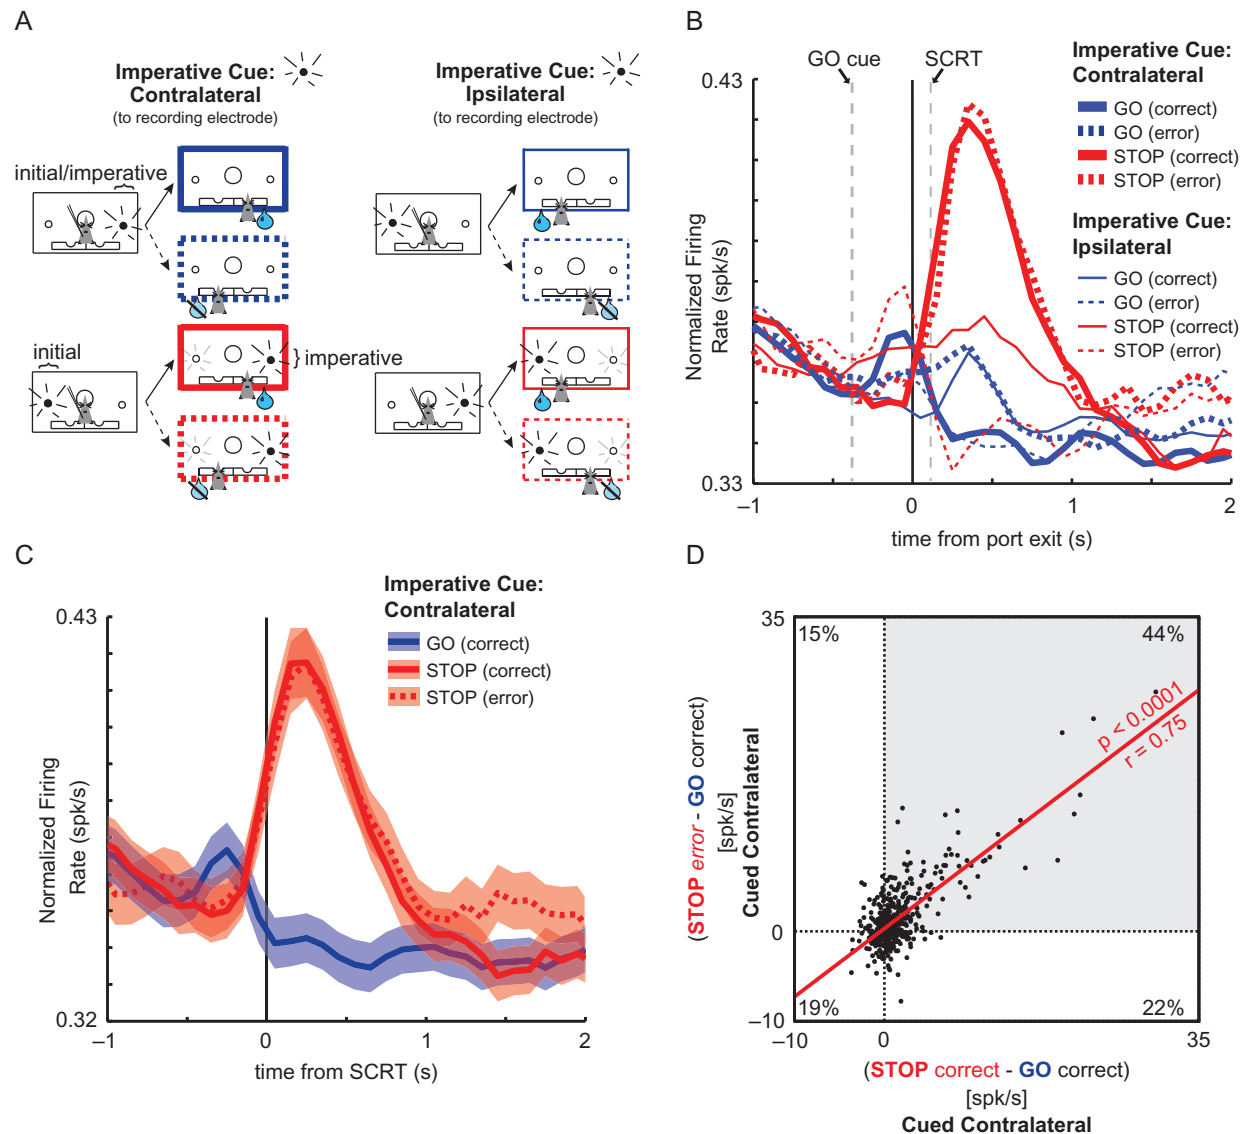 A
Imperative Cue:
Contralateral
(to recording electrode)
Imperative Cue:
Ipsilateral
(to recording electrode)
initial/imperative
initial
imperative
B
GO cue
SCRT
0.43
Normalized Firing
Rate (spk/s)
0.33
–1
0
1
2
time from port exit (s)
Imperative Cue:
Contralateral
GO (correct)
GO (error)
STOP (correct)
STOP (error)
Imperative Cue:
Ipsilateral
GO (correct)
GO (error)
STOP (correct)
STOP (error)
C
Imperative Cue:
Contralateral
GO (correct)
STOP (correct)
STOP (error)
0.43
Normalized Firing
Rate (spk/s)
0.32
–1
0
1
2
time from SCRT (s)
D
35
15%
44%
p < 0.0001
r = 0.75
(STOP error - GO correct)
[spk/s]
Cued Contralateral
0
19%
22%
–10
–10
0
35
(STOP correct - GO correct)
[spk/s]
Cued Contralateral